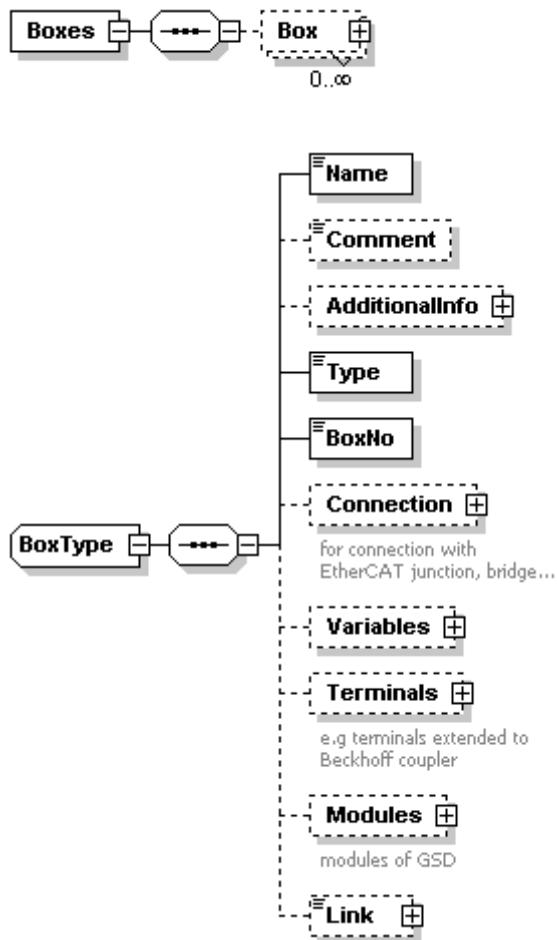 Boxes
Box
0..∞
Name
Comment
AdditionalInfo
Type
BoxNo
BoxType
Connection
for connection with
EtherCAT junction, bridge...
Variables
Terminals
e.g terminals extended to
Beckhoff coupler
Modules
modules of GSD
Link